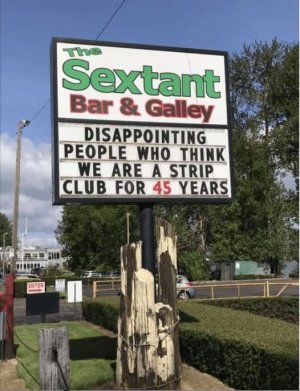 The
Sextant
Bar & Galley
DISAPPOINTING
PEOPLE WHO THINK
WE ARE A STRIP
CLUB FOR 45 YEARS
ENTER